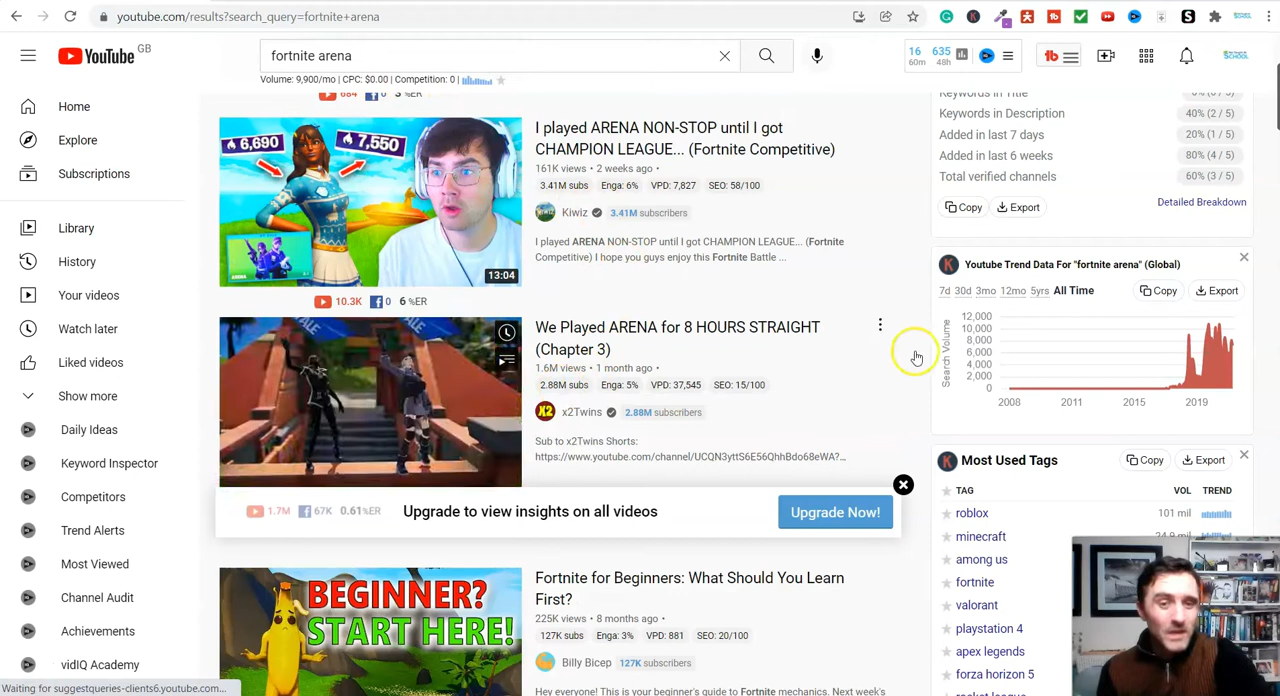 youtube.com/results?search_query=fortnite+arena
YouTube GB
fortnite arena
16 635
60m 48h
Volume: 9,900/mo | CPC: $0.00 | Competition: 0 |
Home
Explore
Subscriptions
Library
History
Your videos
Watch later
Liked videos
Show more
Daily Ideas
Keyword Inspector
Competitors
Trend Alerts
Most Viewed
Channel Audit
Achievements
vidIQ Academy
Waiting for suggestqueries-clients6.youtube.com...
684 0 3 %ER
6,690 7,550
ARENA
13:04
I played ARENA NON-STOP until I got
CHAMPION LEAGUE... (Fortnite Competitive)
161K views • 2 weeks ago •
3.41M subs Enga: 6% VPD: 7,827 SEO: 58/100
Kiwiz 3.41M subscribers
I played ARENA NON-STOP until I got CHAMPION LEAGUE... (Fortnite
Competitive) I hope you guys enjoy this Fortnite Battle ...
10.3K 0 6 %ER
We Played ARENA for 8 HOURS STRAIGHT
(Chapter 3)
1.6M views • 1 month ago •
2.88M subs Enga: 5% VPD: 37,545 SEO: 15/100
x2Twins 2.88M subscribers
Sub to x2Twins Shorts:
https://www.youtube.com/channel/UCQN3yttS6E56QhhBdo68eWA?...
1.7M 67K 0.61%ER Upgrade to view insights on all videos Upgrade Now!
BEGINNER?
START HERE!
Fortnite for Beginners: What Should You Learn
First?
225K views • 8 months ago •
127K subs Enga: 3% VPD: 881 SEO: 20/100
Billy Bicep 127K subscribers
Hey everyone! This is your beginner's guide to Fortnite mechanics. Next week's
Keywords in Title
Keywords in Description 40% (2 / 5)
Added in last 7 days 20% (1 / 5)
Added in last 6 weeks 80% (4 / 5)
Total verified channels 60% (3 / 5)
Copy Export Detailed Breakdown
Youtube Trend Data For "fortnite arena" (Global)
7d 30d 3mo 12mo 5yrs All Time Copy Export
Search Volume
12,000
10,000
8,000
6,000
4,000
2,000
0
2008 2011 2015 2019
Most Used Tags Copy Export
TAG VOL TREND
roblox 101 mil
minecraft
among us
fortnite
valorant
playstation 4
apex legends
forza horizon 5